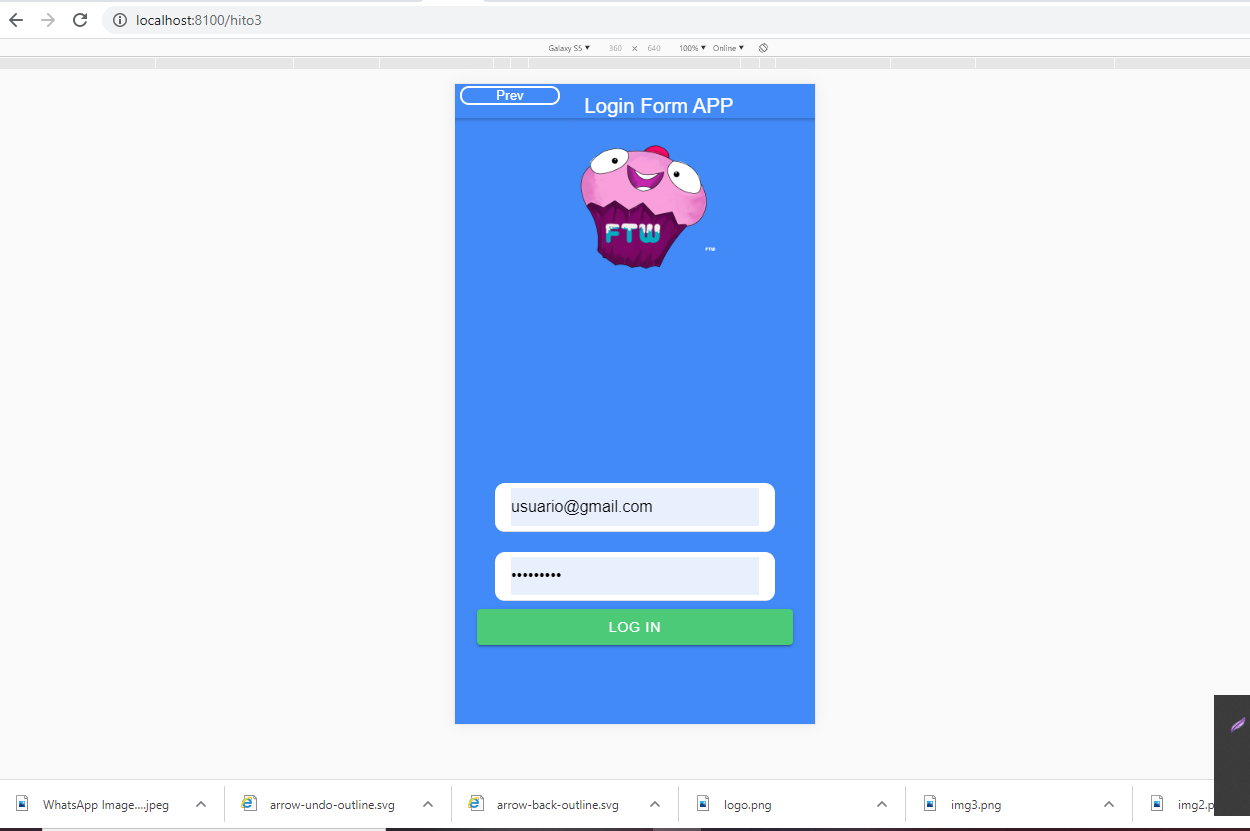 localhost:8100/hito3
Galaxy S5 ▼ 360 × 640 100% ▼ Online ▼
Prev
Login Form APP
FTW
FTW
usuario@gmail.com
•••••••••
LOG IN
WhatsApp Image....jpeg
arrow-undo-outline.svg
arrow-back-outline.svg
logo.png
img3.png
img2.p